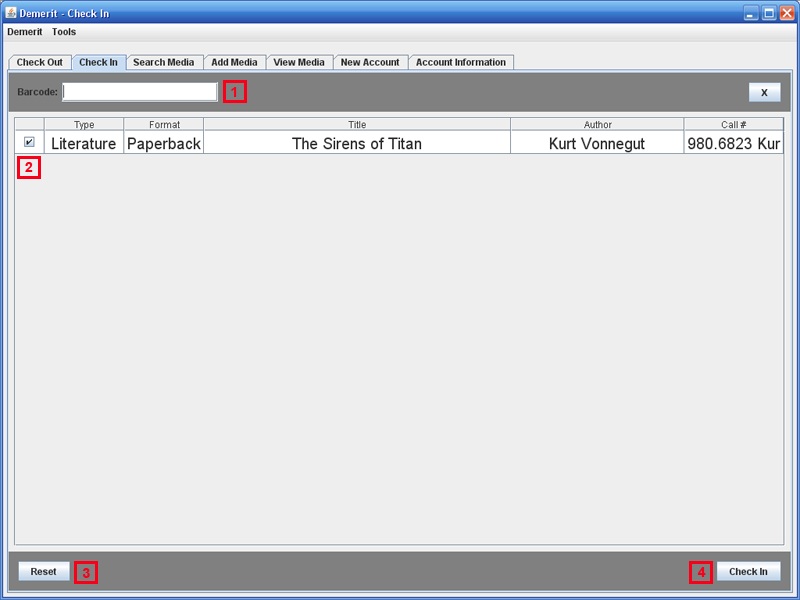 Demerit - Check In
Demerit Tools
Check Out Check In Search Media Add Media View Media New Account Account Information
Barcode: 1 X
Type Format Title Author Call #
Literature Paperback The Sirens of Titan Kurt Vonnegut 980.6823 Kur
2
Reset 3 4 Check In